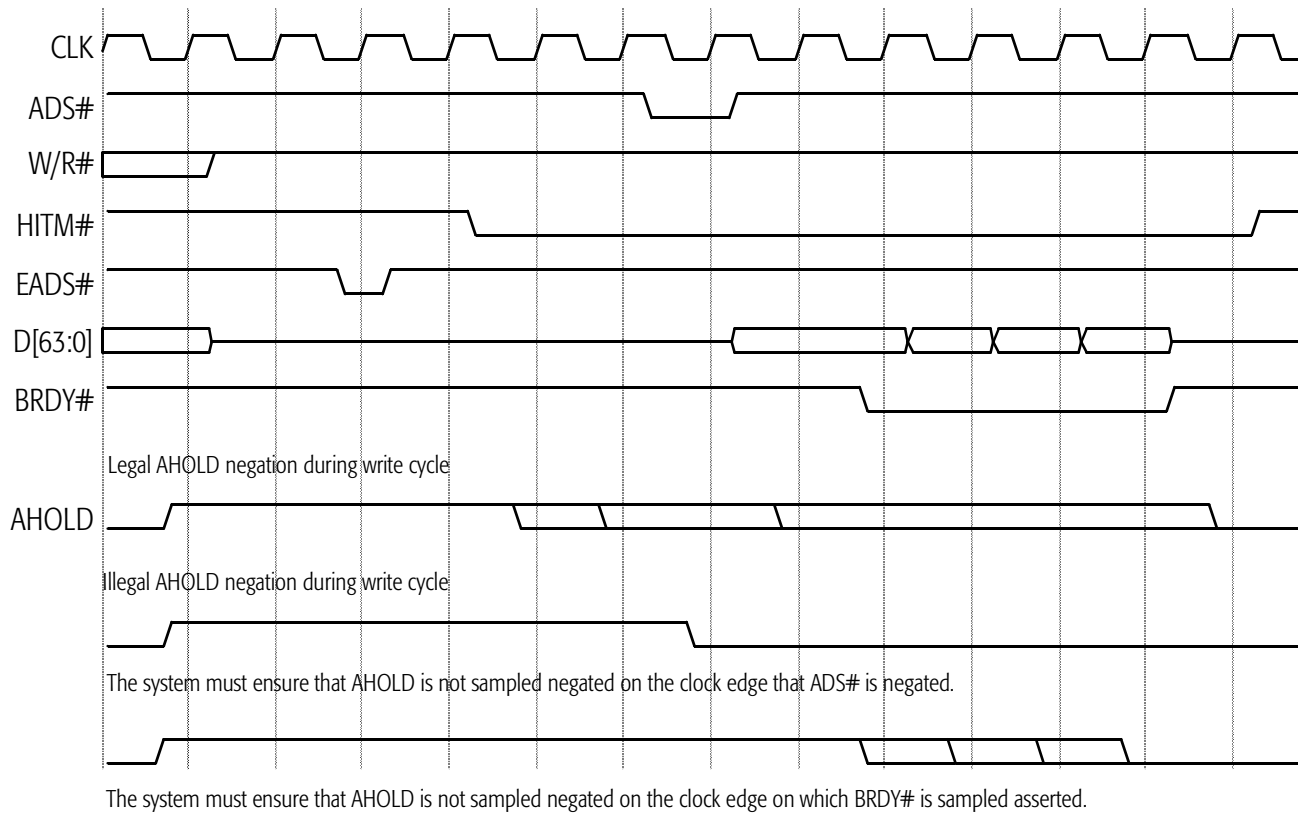 CLK
ADS#
W/R#
HITM#
EADS#
D[63:0]
BRDY#
Legal AHOLD negation during write cycle
AHOLD
Illegal AHOLD negation during write cycle
The system must ensure that AHOLD is not sampled negated on the clock edge that ADS# is negated.
The system must ensure that AHOLD is not sampled negated on the clock edge on which BRDY# is sampled asserted.